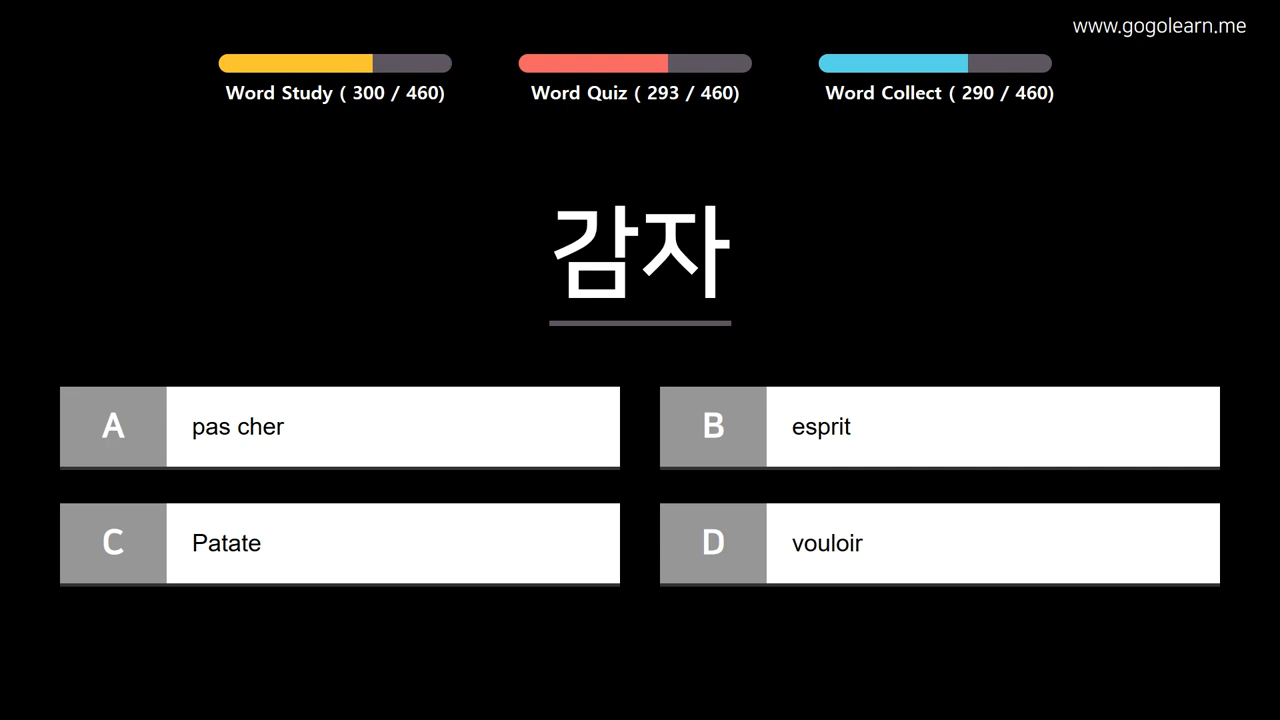 www.gogolearn.me
Word Study ( 300 / 460)
Word Quiz ( 293 / 460)
Word Collect ( 290 / 460)
감자
A
pas cher
B
esprit
C
Patate
D
vouloir